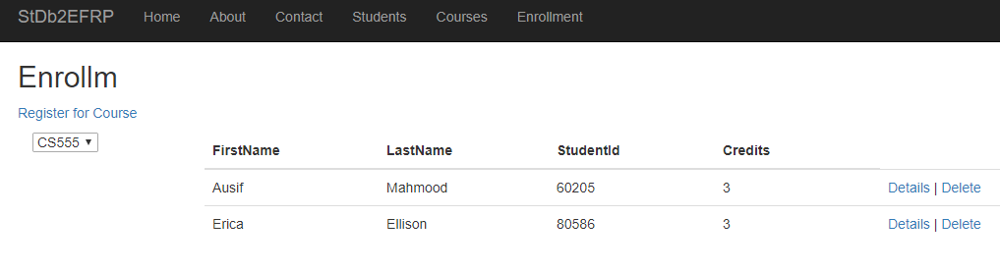 StDb2EFRP Home About Contact Students Courses Enrollment
Enrollm
Register for Course
CS555
FirstName LastName StudentId Credits
Ausif Mahmood 60205 3 Details | Delete
Erica Ellison 80586 3 Details | Delete